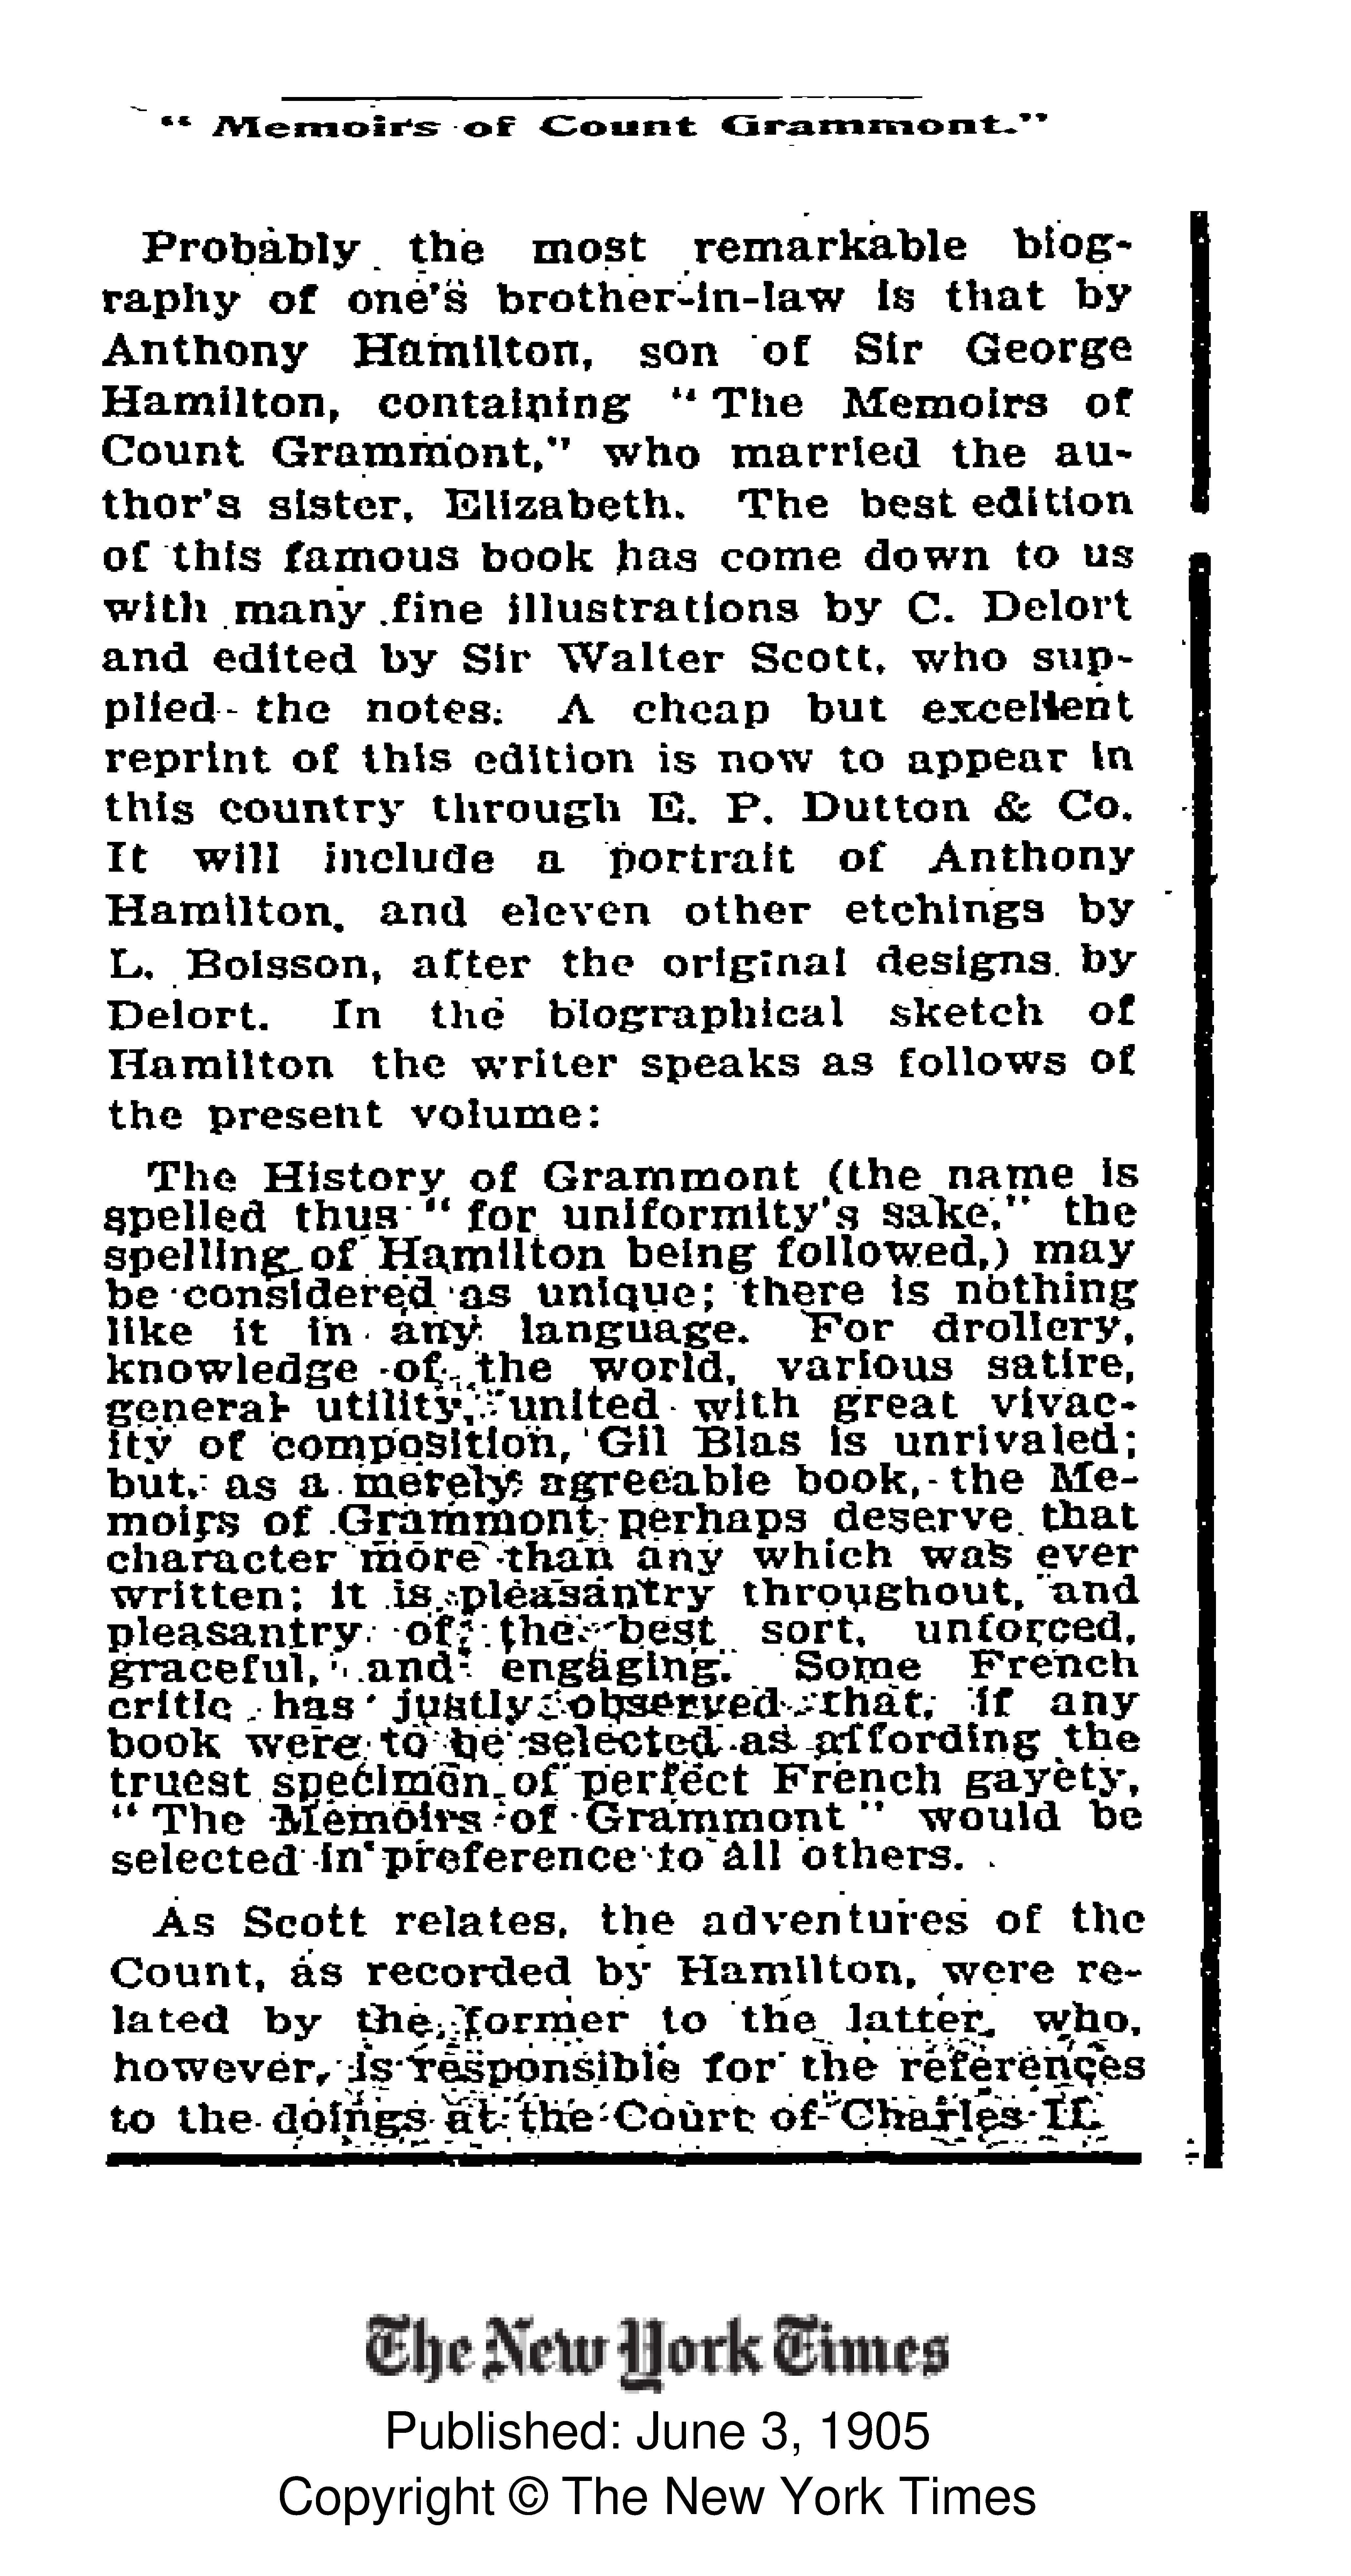 “ Memoirs of Count Grammont.”
Probably the most remarkable biog-
raphy of one's brother-in-law is that by
Anthony Hamilton, son of Sir George
Hamilton, containing “ The Memoirs of
Count Grammont,” who married the au-
thor's sister, Elizabeth. The best edition
of this famous book has come down to us
with many fine illustrations by C. Delort
and edited by Sir Walter Scott, who sup-
plied the notes. A cheap but excellent
reprint of this edition is now to appear in
this country through E. P. Dutton & Co.
It will include a portrait of Anthony
Hamilton, and eleven other etchings by
L. Boisson, after the original designs by
Delort. In the biographical sketch of
Hamilton the writer speaks as follows of
the present volume:
The History of Grammont (the name is
spelled thus “ for uniformity's sake,” the
spelling of Hamilton being followed,) may
be considered as unique; there is nothing
like it in any language. For drollery,
knowledge of the world, various satire,
general utility, united with great vivac-
ity of composition, Gil Blas is unrivaled;
but, as a merely agreeable book, the Me-
moirs of Grammont perhaps deserve that
character more than any which was ever
written; it is pleasantry throughout, and
pleasantry of the best sort, unforced,
graceful, and engaging. Some French
critic has justly observed that, if any
book were to be selected as affording the
truest specimen of perfect French gayety,
“ The Memoirs of Grammont ” would be
selected in preference to all others.
As Scott relates, the adventures of the
Count, as recorded by Hamilton, were re-
lated by the former to the latter, who,
however, is responsible for the references
to the doings at the Court of Charles II.
The New York Times
Published: June 3, 1905
Copyright © The New York Times